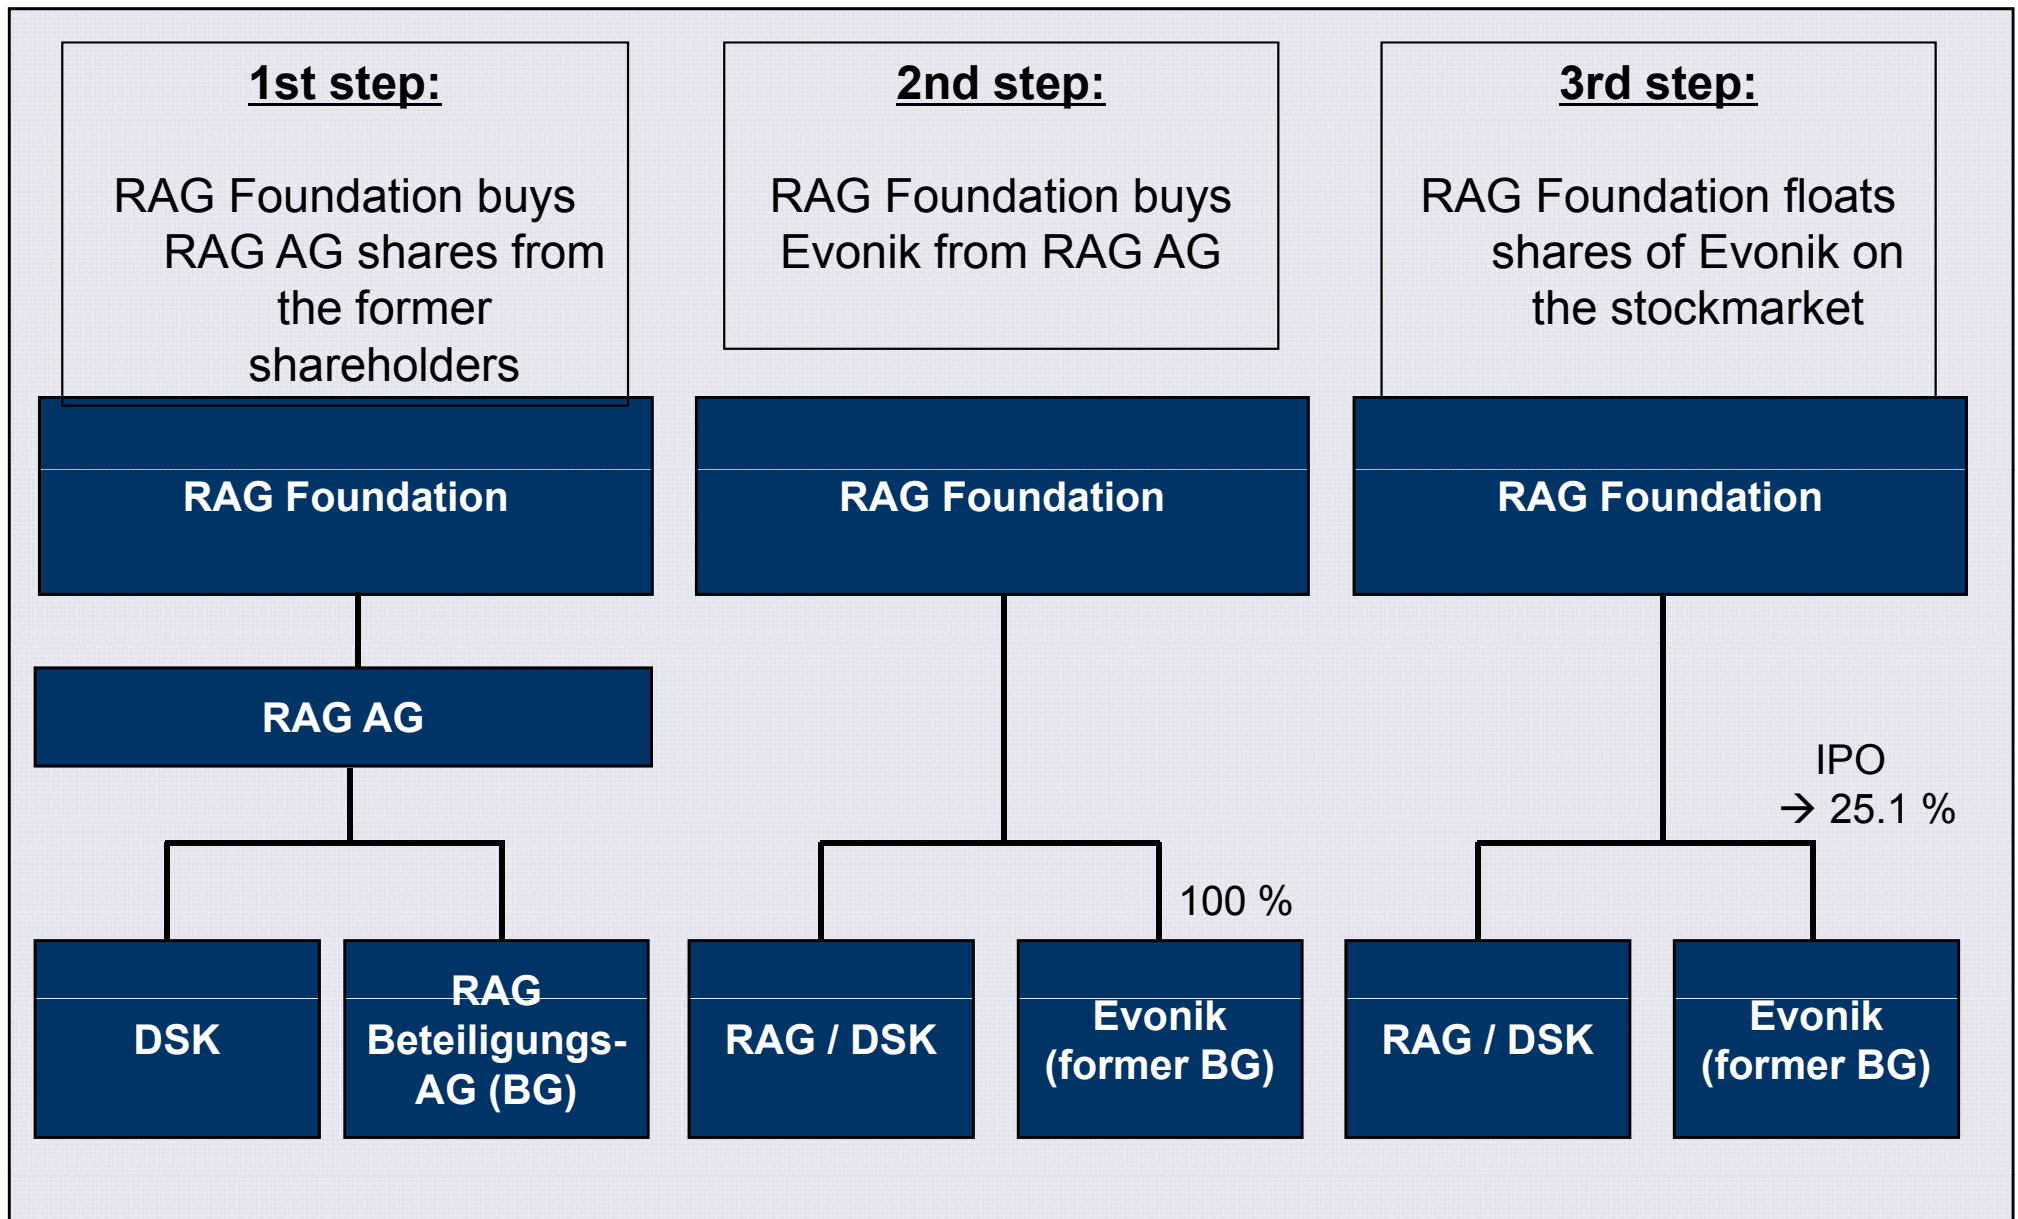 1st step:
RAG Foundation buys
RAG AG shares from
the former
shareholders
RAG Foundation
RAG AG
DSK
RAG
Beteiligungs-
AG (BG)
2nd step:
RAG Foundation buys
Evonik from RAG AG
RAG Foundation
100 %
RAG / DSK
Evonik
(former BG)
3rd step:
RAG Foundation floats
shares of Evonik on
the stockmarket
RAG Foundation
IPO
→ 25.1 %
RAG / DSK
Evonik
(former BG)